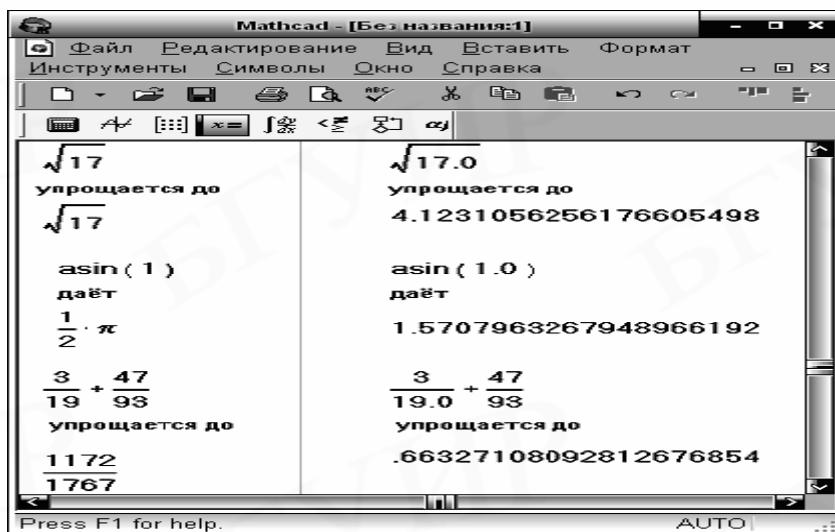 Mathcad - [Без названия:1]
Файл Редактирование Вид Вставить Формат
Инструменты Символы Окно Справка
√17
упрощается до
√17
asin ( 1 )
даёт
1/2 · π
3/19 + 47/93
упрощается до
1172/1767
√17.0
упрощается до
4.1231056256176605498
asin ( 1.0 )
даёт
1.5707963267948966192
3/19.0 + 47/93
упрощается до
.66327108092812676854
Press F1 for help.
AUTO
БГУИР